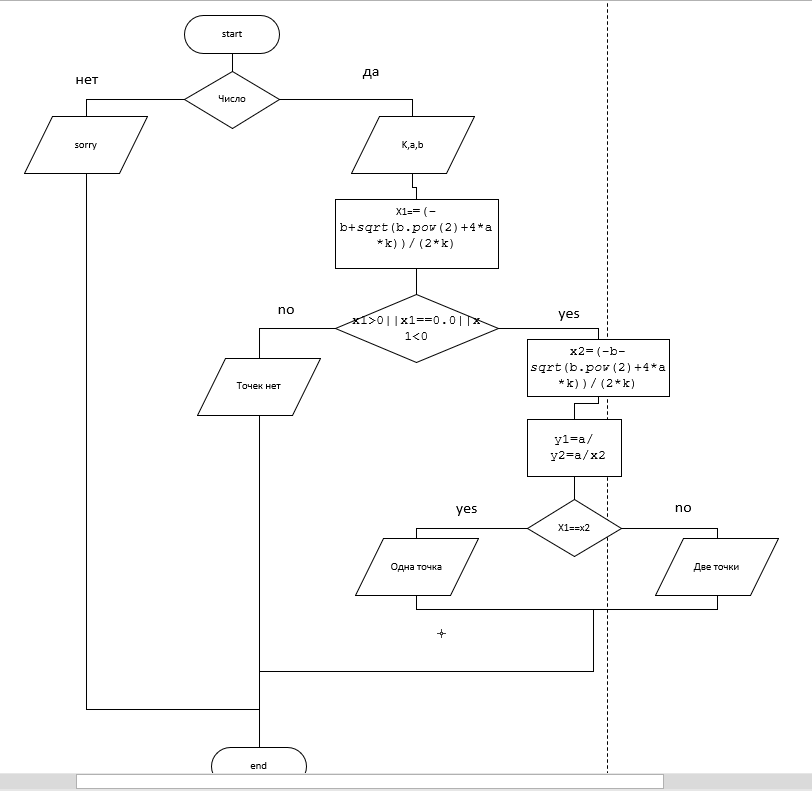 start
нет
да
Число
sorry
K,a,b
X1==(-
b+sqrt(b.pow(2)+4*a
*k))/(2*k)
no
x1>0||x1==0.0||x
1<0
yes
x2=(-b-
sqrt(b.pow(2)+4*a
*k))/(2*k)
Точек нет
y1=a/
y2=a/x2
yes
no
X1==x2
Одна точка
Две точки
end